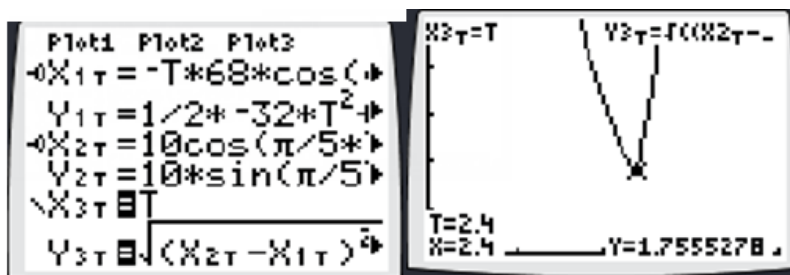 Plot1 Plot2 Plot3
X1T=-T*68*cos(
Y1T=1/2*-32*T²
X2T=10cos(π/5*
Y2T=10*sin(π/5
\X3T=T
Y3T=√(X2T-X1T)²
X3T=T Y3T=√((X2T-…
T=2.4
X=2.4 Y=1.7555278